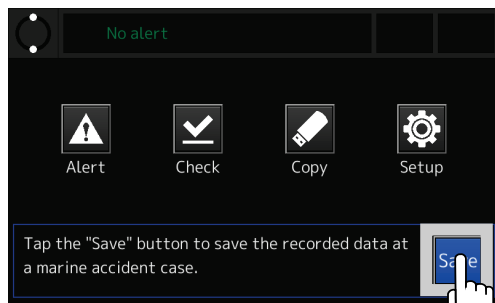 No alert
Alert Check Copy Setup
Tap the "Save" button to save the recorded data at
a marine accident case.
Save